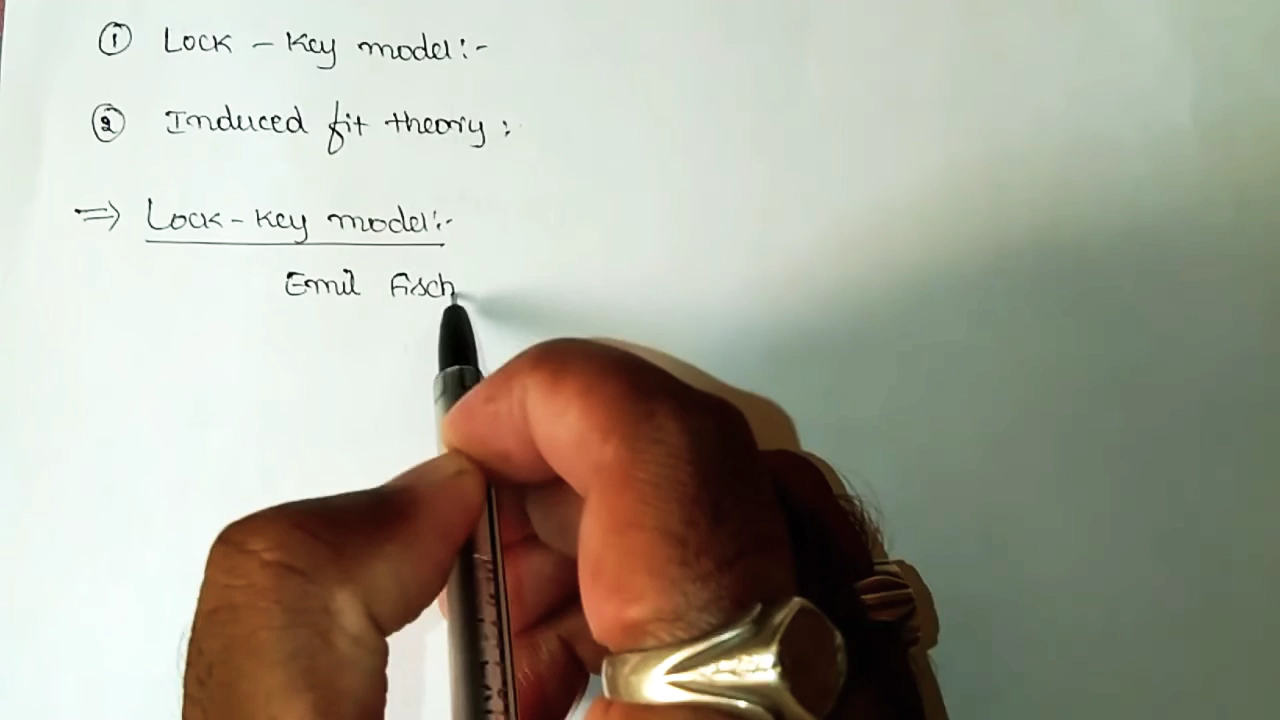 ① Lock - Key model:-
② Induced fit theory:
⇒ Lock - Key model:-
Emil Fisch